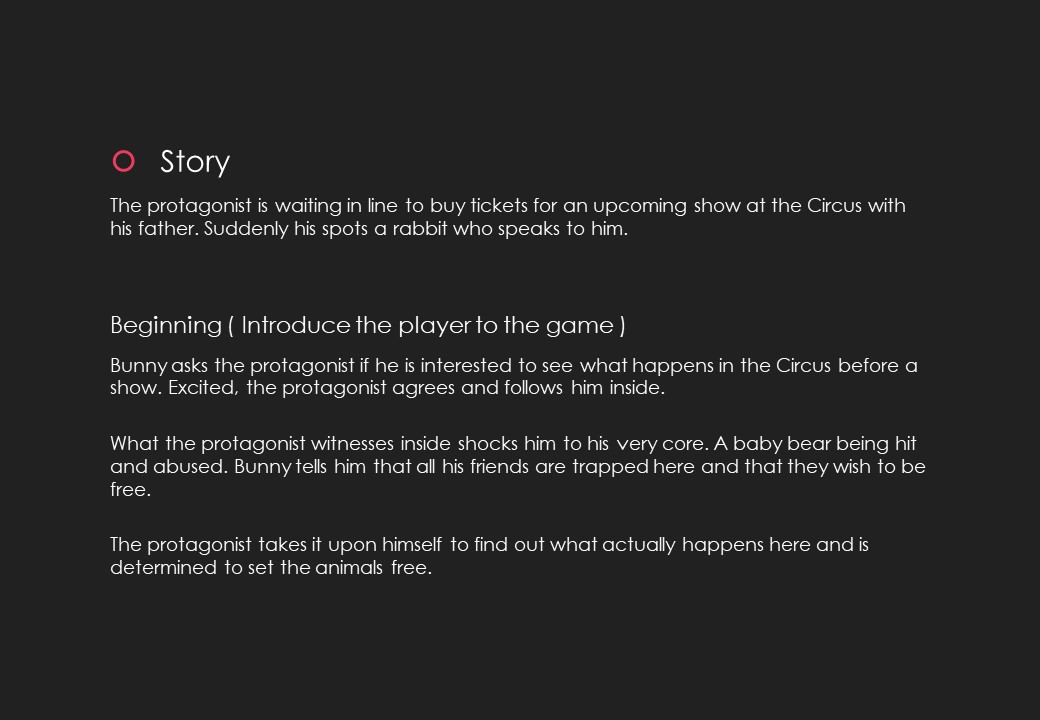 Story
The protagonist is waiting in line to buy tickets for an upcoming show at the Circus with
his father. Suddenly his spots a rabbit who speaks to him.
Beginning ( Introduce the player to the game )
Bunny asks the protagonist if he is interested to see what happens in the Circus before a
show. Excited, the protagonist agrees and follows him inside.
What the protagonist witnesses inside shocks him to his very core. A baby bear being hit
and abused. Bunny tells him that all his friends are trapped here and that they wish to be
free.
The protagonist takes it upon himself to find out what actually happens here and is
determined to set the animals free.